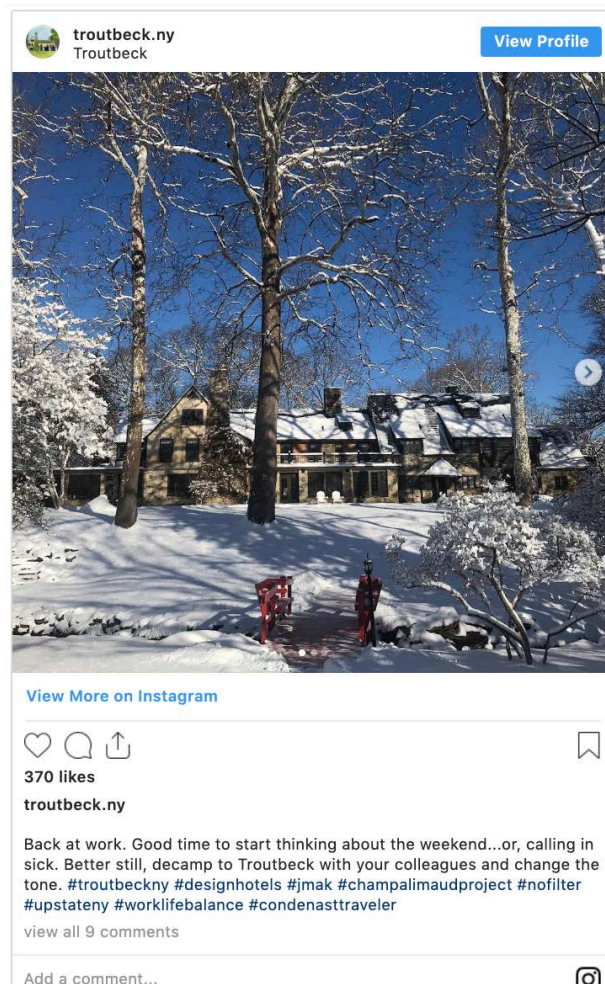 troutbeck.ny
Troutbeck
View Profile
View More on Instagram
370 likes
troutbeck.ny
Back at work. Good time to start thinking about the weekend...or, calling in
sick. Better still, decamp to Troutbeck with your colleagues and change the
tone. #troutbeckny #designhotels #jmak #champalimaudproject #nofilter
#upstateny #worklifebalance #condenasttraveler
view all 9 comments
Add a comment...